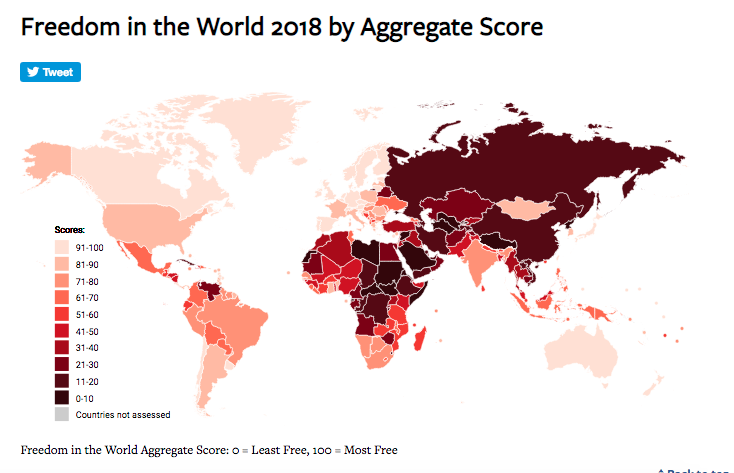 Freedom in the World 2018 by Aggregate Score
Tweet
Scores:
91-100
81-90
71-80
61-70
51-60
41-50
31-40
21-30
11-20
0-10
Countries not assessed
Freedom in the World Aggregate Score: 0 = Least Free, 100 = Most Free